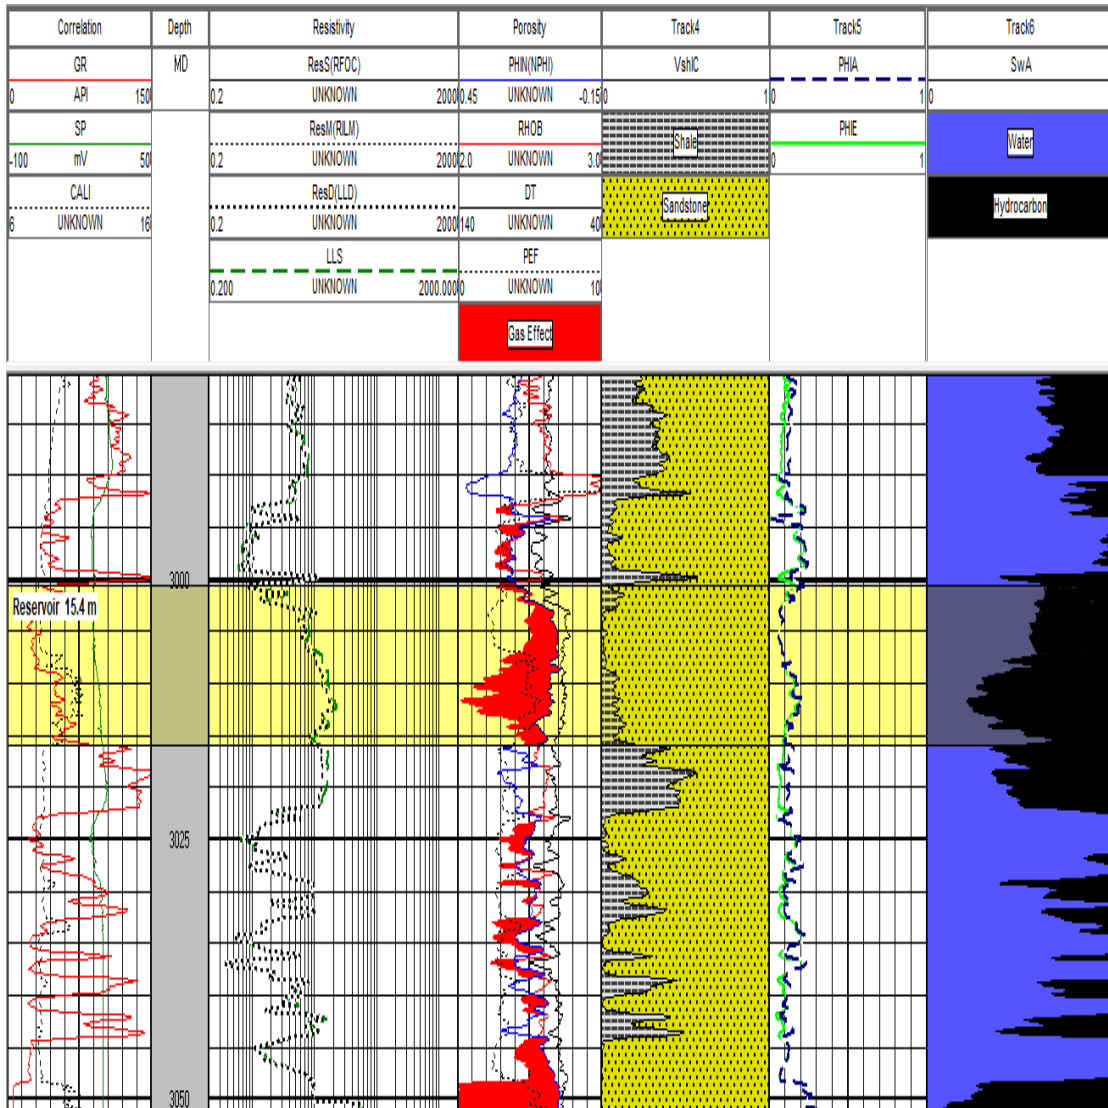 Correlation Depth Resistivity Porosity Track4 Track5 Track6
GR MD ResS(RFOC) PHIN(NPHI) VshlC PHIA SwA
0 API 150 0.2 UNKNOWN 2000 0.45 UNKNOWN -0.15 0 1 0 1 0
SP ResM(RILM) RHOB Shale PHIE Water
-100 mV 50 0.2 UNKNOWN 2000 2.0 UNKNOWN 3.0 0 1
CALI ResD(LLD) DT Sandstone Hydrocarbon
6 UNKNOWN 16 0.2 UNKNOWN 2000 140 UNKNOWN 40
LLS PEF
0.200 UNKNOWN 2000.000 0 UNKNOWN 10
Gas Effect
3000
Reservoir 15.4 m
3025
3050